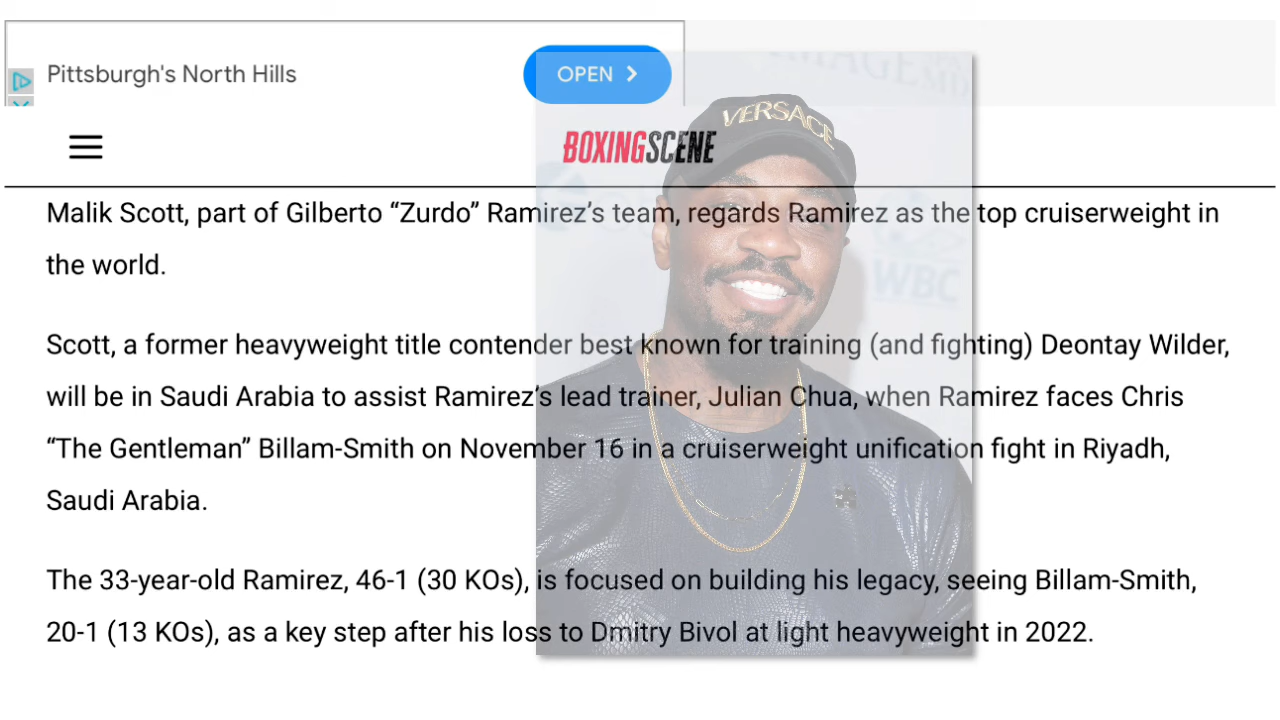 Pittsburgh's North Hills
OPEN
IMAGE
MD
VERSACE
BOXINGSCENE
Malik Scott, part of Gilberto “Zurdo” Ramirez’s team, regards Ramirez as the top cruiserweight in
the world.
WBC
Scott, a former heavyweight title contender best known for training (and fighting) Deontay Wilder,
will be in Saudi Arabia to assist Ramirez’s lead trainer, Julian Chua, when Ramirez faces Chris
“The Gentleman” Billam-Smith on November 16 in a cruiserweight unification fight in Riyadh,
Saudi Arabia.
The 33-year-old Ramirez, 46-1 (30 KOs), is focused on building his legacy, seeing Billam-Smith,
20-1 (13 KOs), as a key step after his loss to Dmitry Bivol at light heavyweight in 2022.